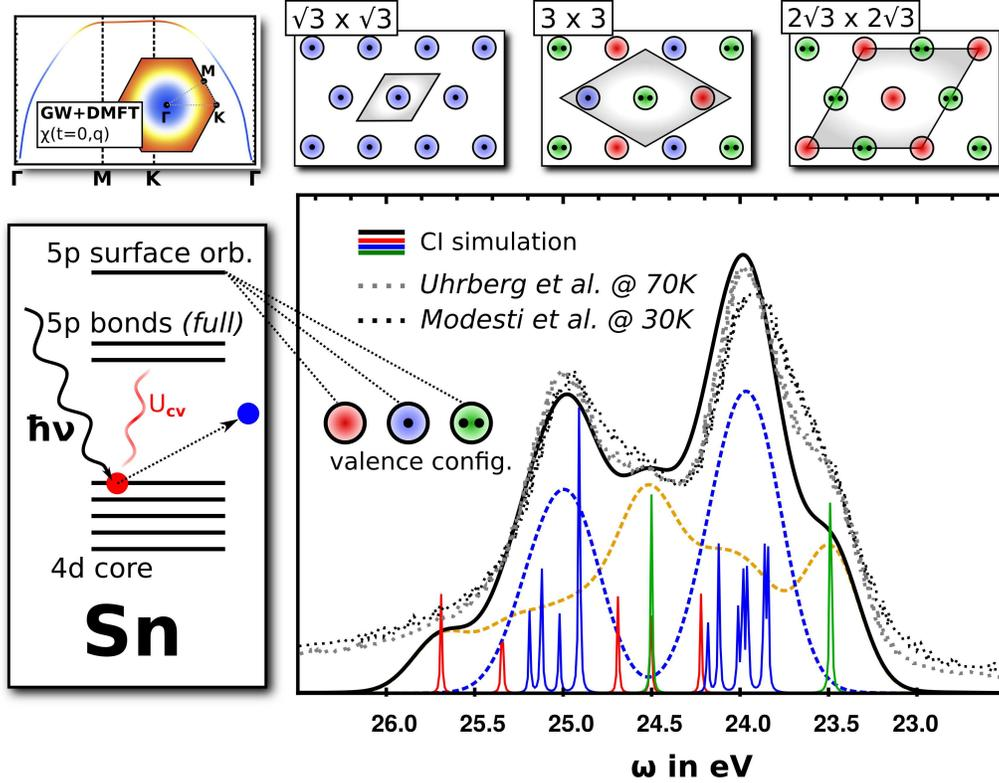 √3 x √3
3 x 3
2√3 x 2√3
M
Γ
K
GW+DMFT
χ(t=0,q)
Γ
M
K
Γ
5p surface orb.
5p bonds (full)
ħν
Ucv
4d core
Sn
CI simulation
Uhrberg et al. @ 70K
Modesti et al. @ 30K
valence config.
26.0 25.5 25.0 24.5 24.0 23.5 23.0
ω in eV